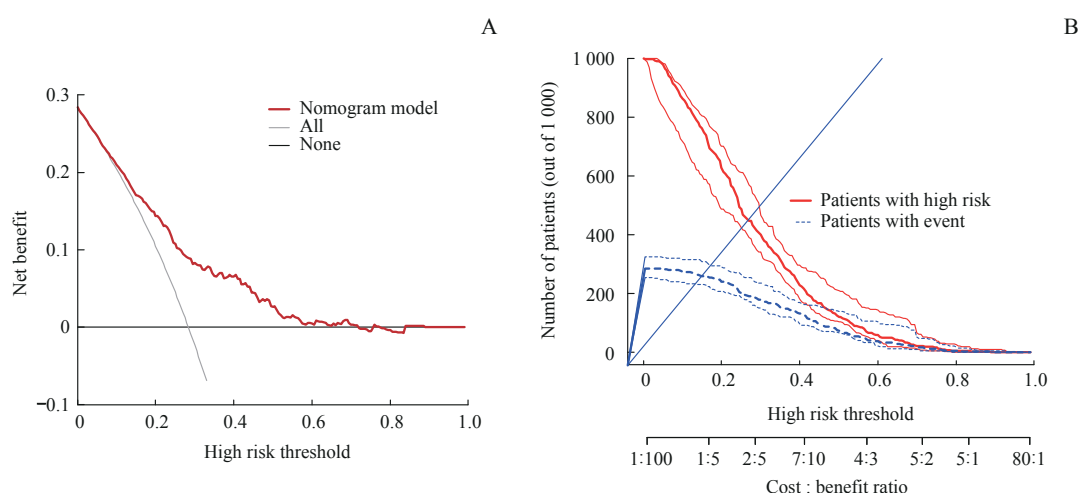 A
Net benefit
0.3
0.2
0.1
0
−0.1
Nomogram model
All
None
0 0.2 0.4 0.6 0.8 1.0
High risk threshold
B
Number of patients (out of 1 000)
1 000
800
600
400
200
0
Patients with high risk
Patients with event
0 0.2 0.4 0.6 0.8 1.0
High risk threshold
1:100 1:5 2:5 7:10 4:3 5:2 5:1 80:1
Cost : benefit ratio